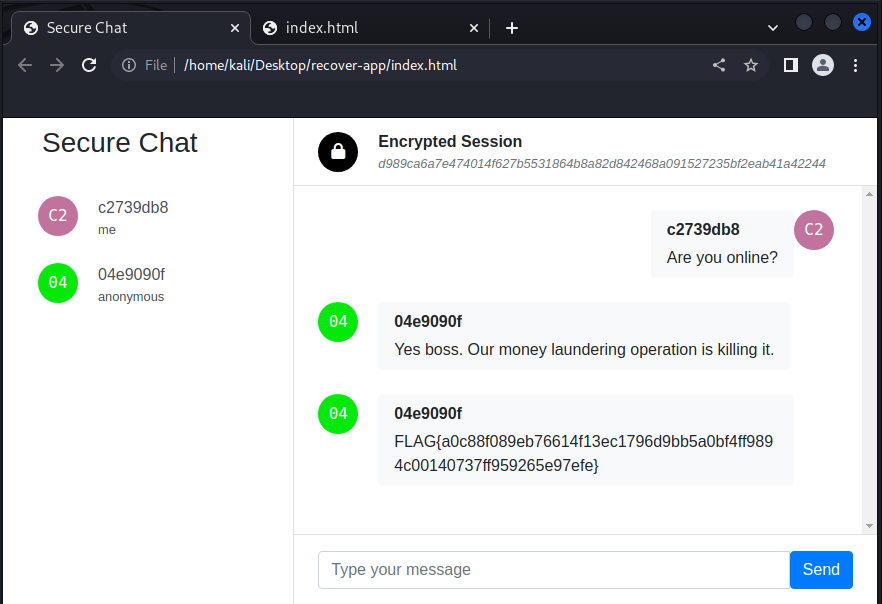 Secure Chat
index.html
File
/home/kali/Desktop/recover-app/index.html
Secure Chat
C2
c2739db8
me
04
04e9090f
anonymous
Encrypted Session
d989ca6a7e474014f627b5531864b8a82d842468a091527235bf2eab41a42244
c2739db8
Are you online?
C2
04
04e9090f
Yes boss. Our money laundering operation is killing it.
04
04e9090f
FLAG{a0c88f089eb76614f13ec1796d9bb5a0bf4ff989
4c00140737ff959265e97efe}
Type your message
Send